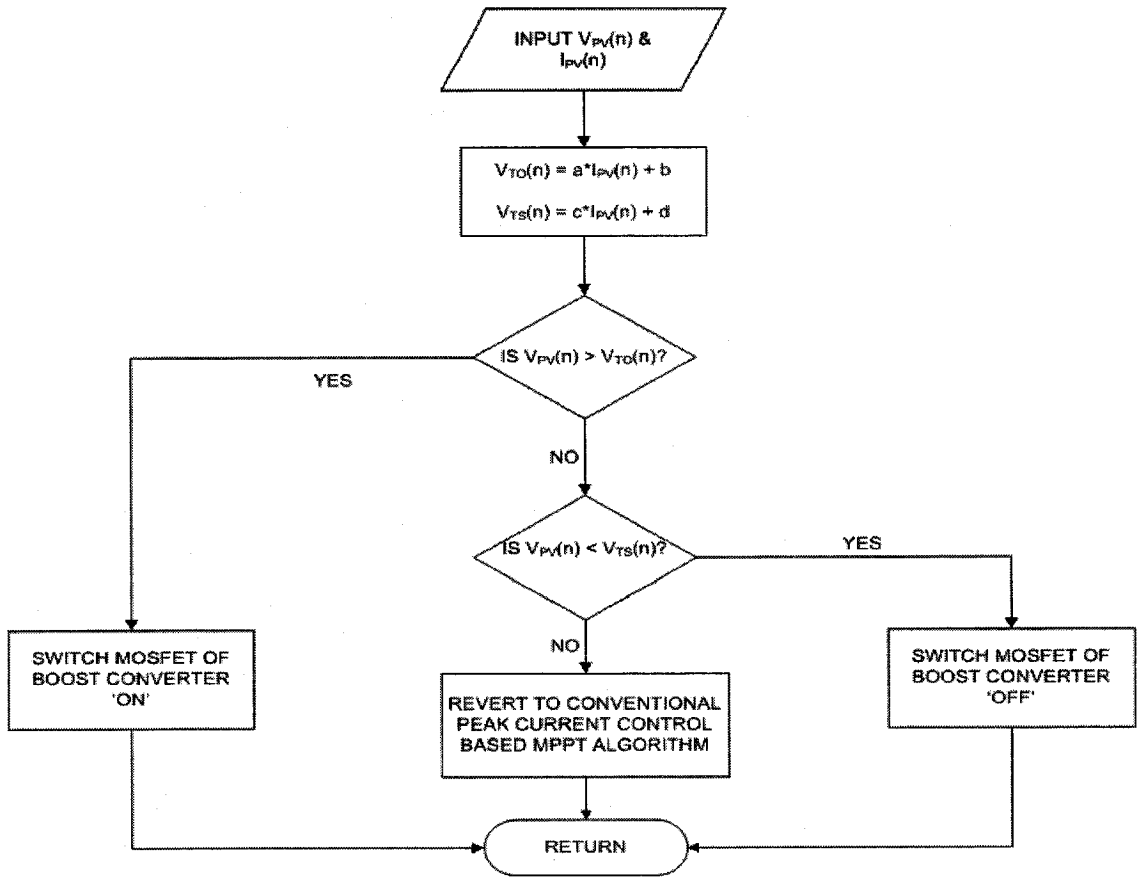 INPUT V_PV(n) &
I_PV(n)
V_TO(n) = a*I_PV(n) + b
V_TS(n) = c*I_PV(n) + d
IS V_PV(n) > V_TO(n)?
YES
NO
IS V_PV(n) < V_TS(n)?
YES
NO
SWITCH MOSFET OF
BOOST CONVERTER
'ON'
REVERT TO CONVENTIONAL
PEAK CURRENT CONTROL
BASED MPPT ALGORITHM
SWITCH MOSFET OF
BOOST CONVERTER
'OFF'
RETURN